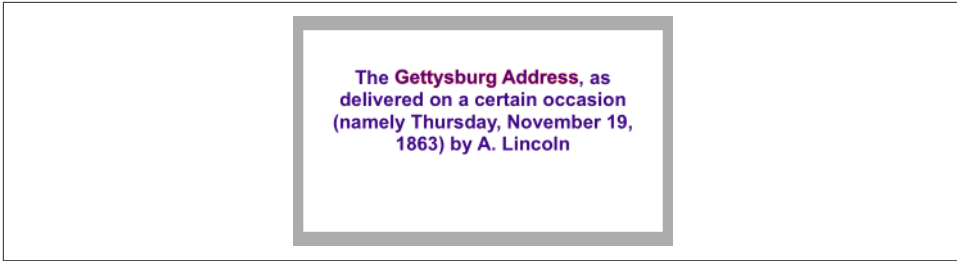 The Gettysburg Address, as
delivered on a certain occasion
(namely Thursday, November 19,
1863) by A. Lincoln